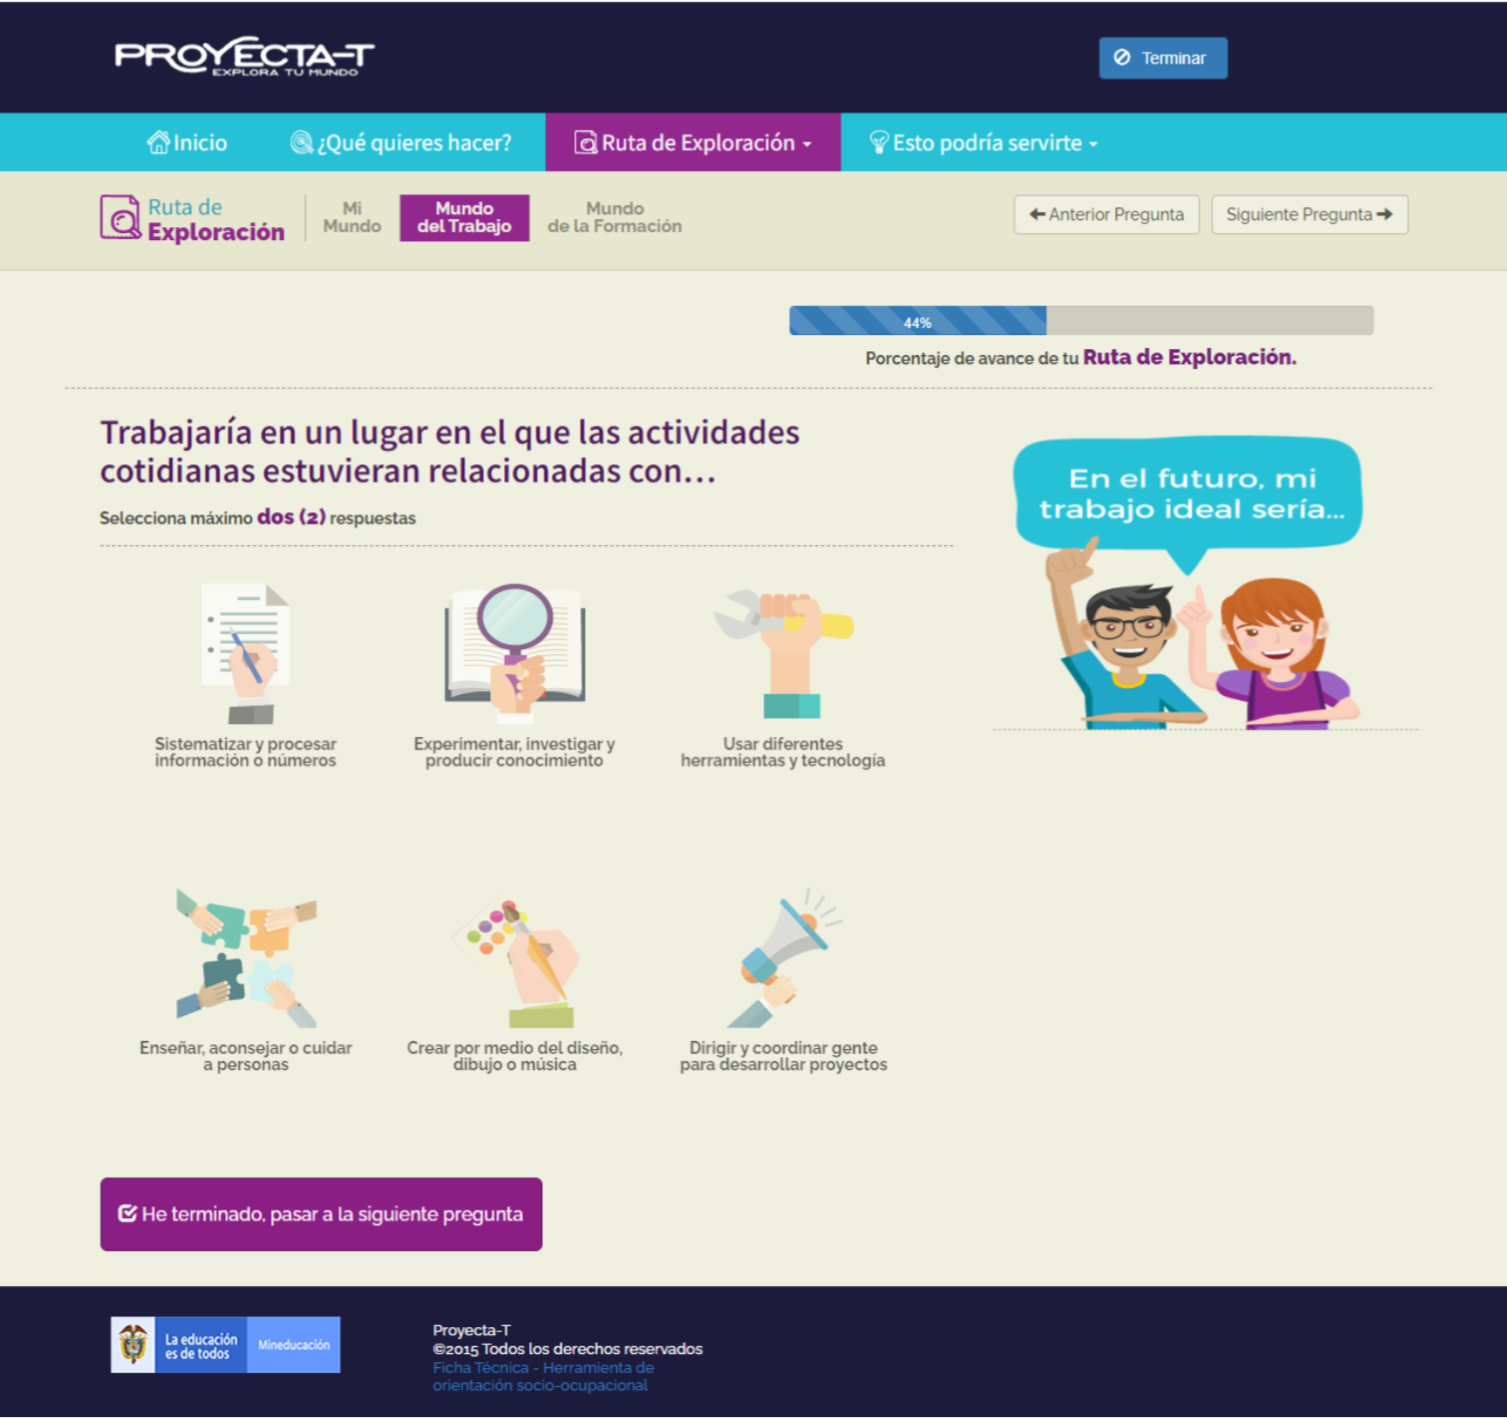 PROYECTA-T
EXPLORA TU MUNDO
Terminar
Inicio
¿Qué quieres hacer?
Ruta de Exploración
Esto podría servirte
Ruta de
Exploración
Mi
Mundo
Mundo
del Trabajo
Mundo
de la Formación
Anterior Pregunta
Siguiente Pregunta
44%
Porcentaje de avance de tu Ruta de Exploración.
Trabajaría en un lugar en el que las actividades
cotidianas estuvieran relacionadas con...
Selecciona máximo dos (2) respuestas
En el futuro, mi
trabajo ideal sería...
Sistematizar y procesar
información o números
Experimentar, investigar y
producir conocimiento
Usar diferentes
herramientas y tecnología
Enseñar, aconsejar o cuidar
a personas
Crear por medio del diseño,
dibujo o música
Dirigir y coordinar gente
para desarrollar proyectos
He terminado, pasar a la siguiente pregunta
La educación
es de todos
Mineducación
Proyecta-T
©2015 Todos los derechos reservados
Ficha Técnica - Herramienta de
orientación socio-ocupacional